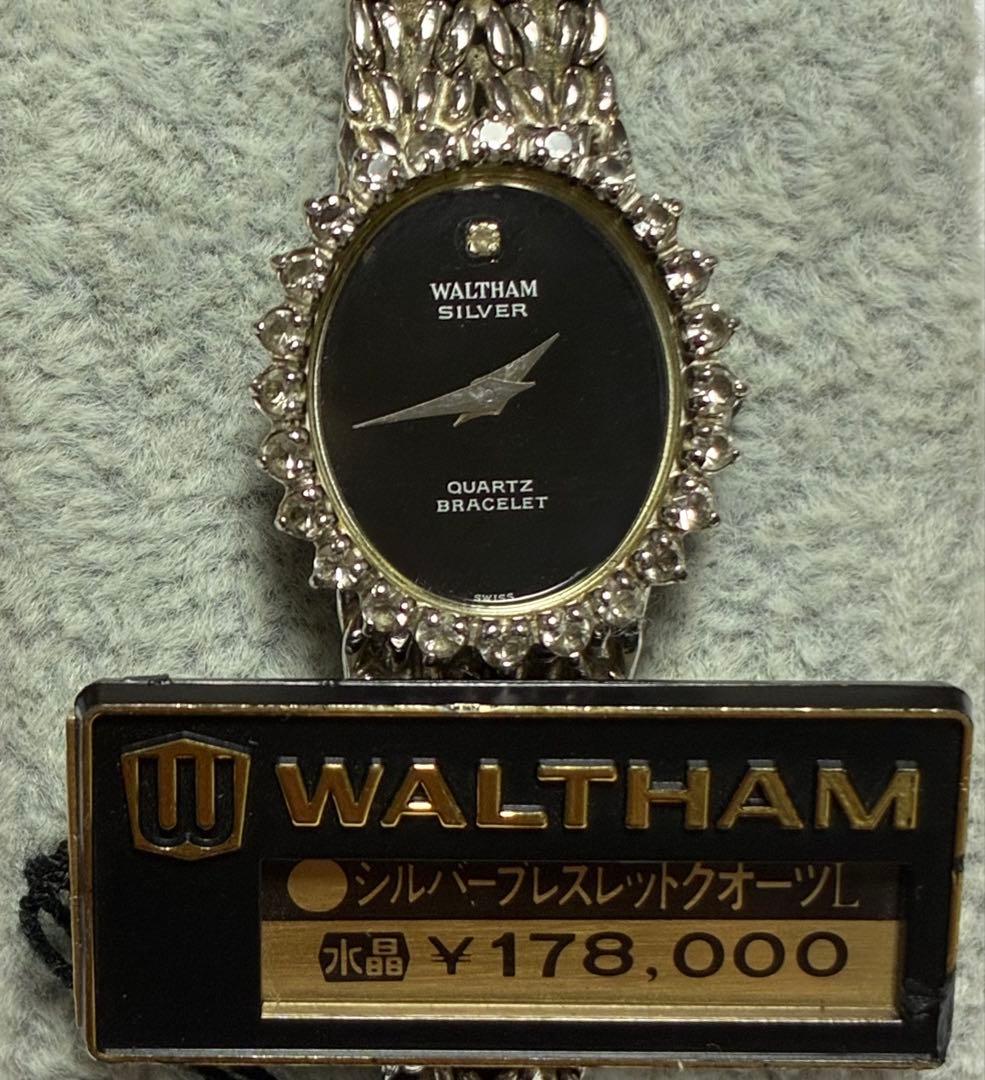 WALTHAM
SILVER
QUARTZ
BRACELET
SWISS
W WALTHAM
シルバーブレスレットクオーツL
水晶 ¥178,000